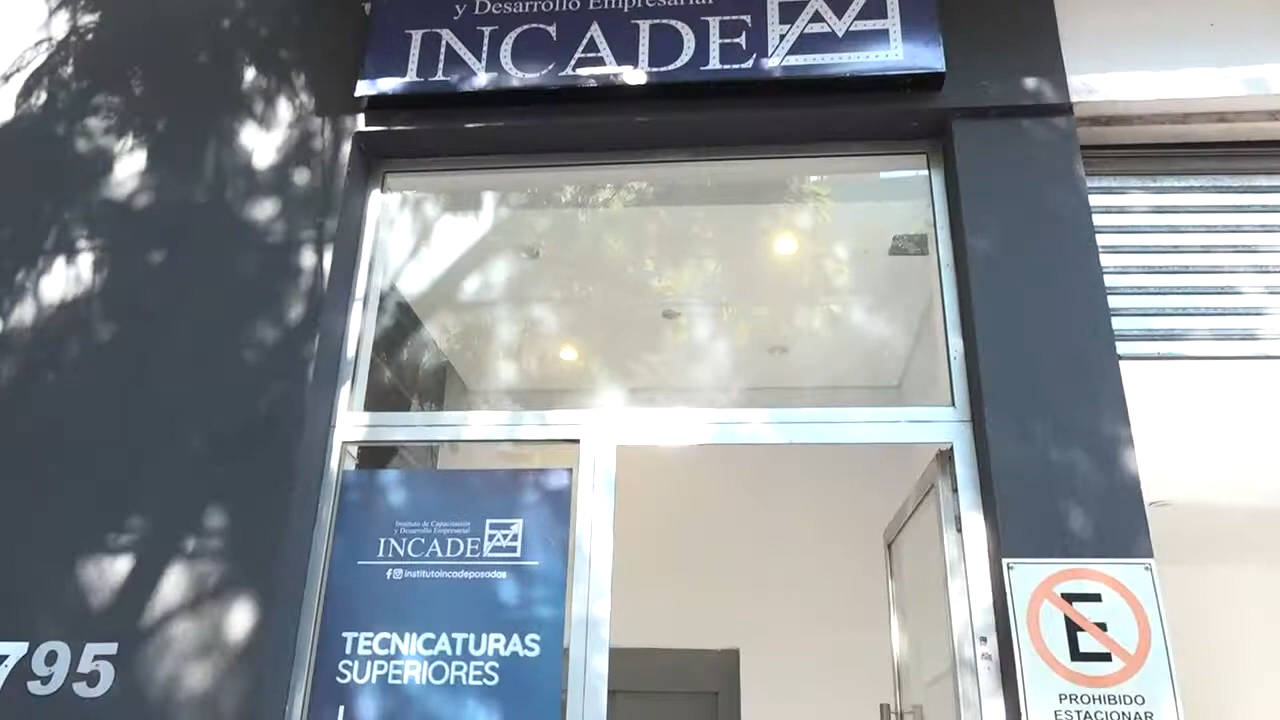 y Desarrollo Empresarial
INCADE
Instituto de Capacitación
y Desarrollo Empresarial
INCADE
institutoincadeposadas
TECNICATURAS
SUPERIORES
795
E
PROHIBIDO
ESTACIONAR